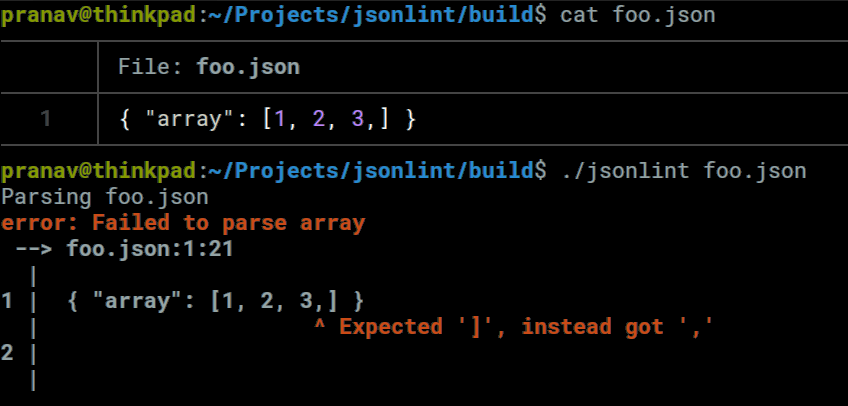 pranav@thinkpad:~/Projects/jsonlint/build$ cat foo.json
File: foo.json
1 { "array": [1, 2, 3,] }
pranav@thinkpad:~/Projects/jsonlint/build$ ./jsonlint foo.json
Parsing foo.json
error: Failed to parse array
--> foo.json:1:21
|
1 | { "array": [1, 2, 3,] }
| ^ Expected ']', instead got ','
2 |
|